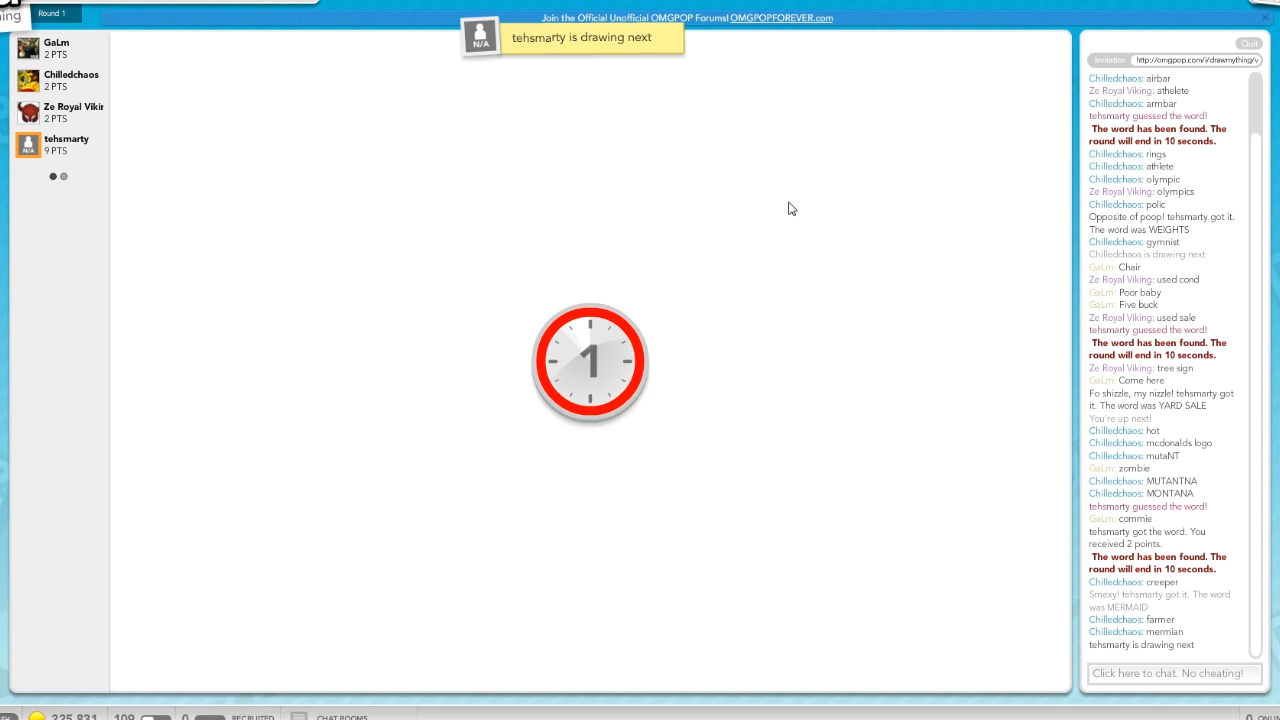 hing
Round 1
Join the Official Unofficial OMGPOP Forums! OMGPOPFOREVER.com
N/A
tehsmarty is drawing next
GaLm
2 PTS
Chilledchaos
2 PTS
Ze Royal Vikir
2 PTS
N/A
tehsmarty
9 PTS
1
Quit
Invitation
http://omgpop.com/i/drawmything/v
Chilledchaos: airbar
Ze Royal Viking: athelete
Chilledchaos: armbar
tehsmarty guessed the word!
The word has been found. The
round will end in 10 seconds.
Chilledchaos: rings
Chilledchaos: athlete
Chilledchaos: olympic
Ze Royal Viking: olympics
Chilledchaos: polic
Opposite of poop! tehsmarty got it.
The word was WEIGHTS
Chilledchaos: gymnist
Chilledchaos is drawing next
GaLm: Chair
Ze Royal Viking: used cond
GaLm: Poor baby
GaLm: Five buck
Ze Royal Viking: used sale
tehsmarty guessed the word!
The word has been found. The
round will end in 10 seconds.
Ze Royal Viking: tree sign
GaLm: Come here
Fo shizzle, my nizzle! tehsmarty got
it. The word was YARD SALE
You're up next!
Chilledchaos: hot
Chilledchaos: mcdonalds logo
Chilledchaos: mutaNT
GaLm: zombie
Chilledchaos: MUTANTNA
Chilledchaos: MONTANA
tehsmarty guessed the word!
GaLm: commie
tehsmarty got the word. You
received 2 points.
The word has been found. The
round will end in 10 seconds.
Chilledchaos: creeper
Smexy! tehsmarty got it. The word
was MERMAID
Chilledchaos: farmer
Chilledchaos: mermian
tehsmarty is drawing next
Click here to chat. No cheating!
225,831
109
0
RECRUITED
CHAT ROOMS
0